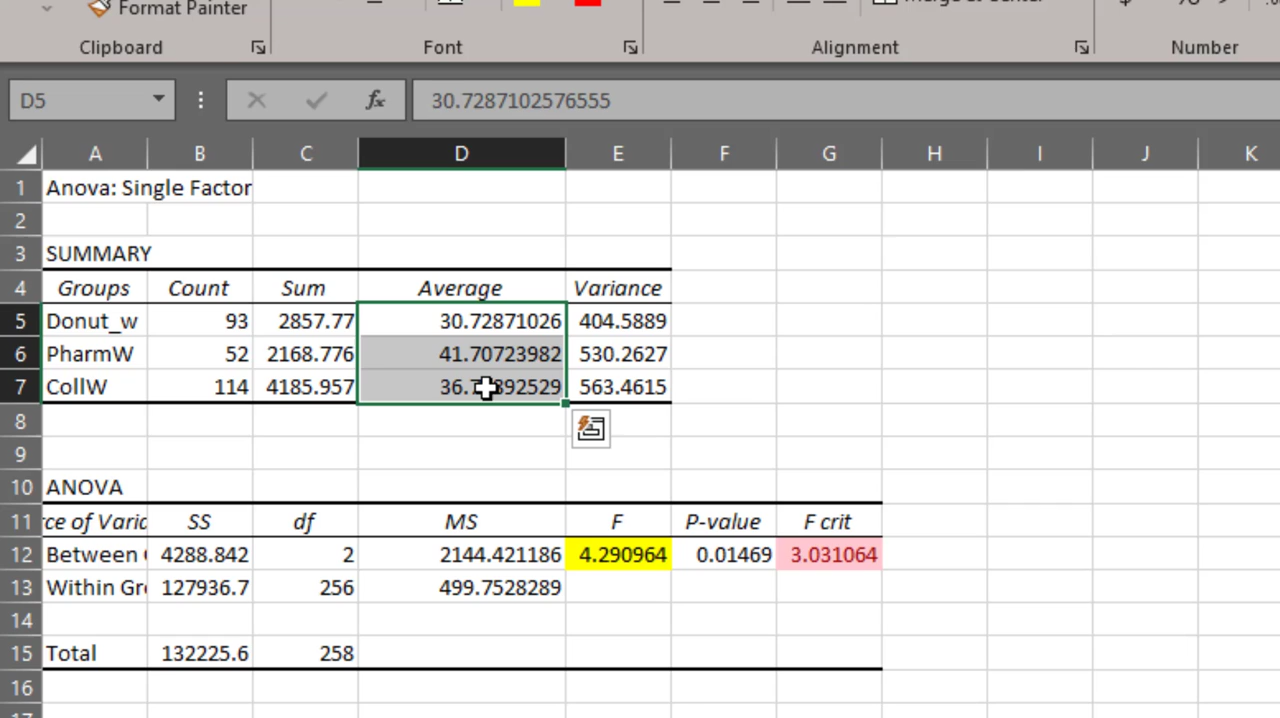 Format Painter
Clipboard Font Alignment Number
D5 fx 30.7287102576555
A B C D E F G H I J K
1 Anova: Single Factor
2
3 SUMMARY
4 Groups Count Sum Average Variance
5 Donut_w 93 2857.77 30.72871026 404.5889
6 PharmW 52 2168.776 41.70723982 530.2627
7 CollW 114 4185.957 563.4615
8
9
10 ANOVA
11 ce of Varia SS df MS F P-value F crit
12 Between 4288.842 2 2144.421186 4.290964 0.01469 3.031064
13 Within Gr 127936.7 256 499.7528289
14
15 Total 132225.6 258
16